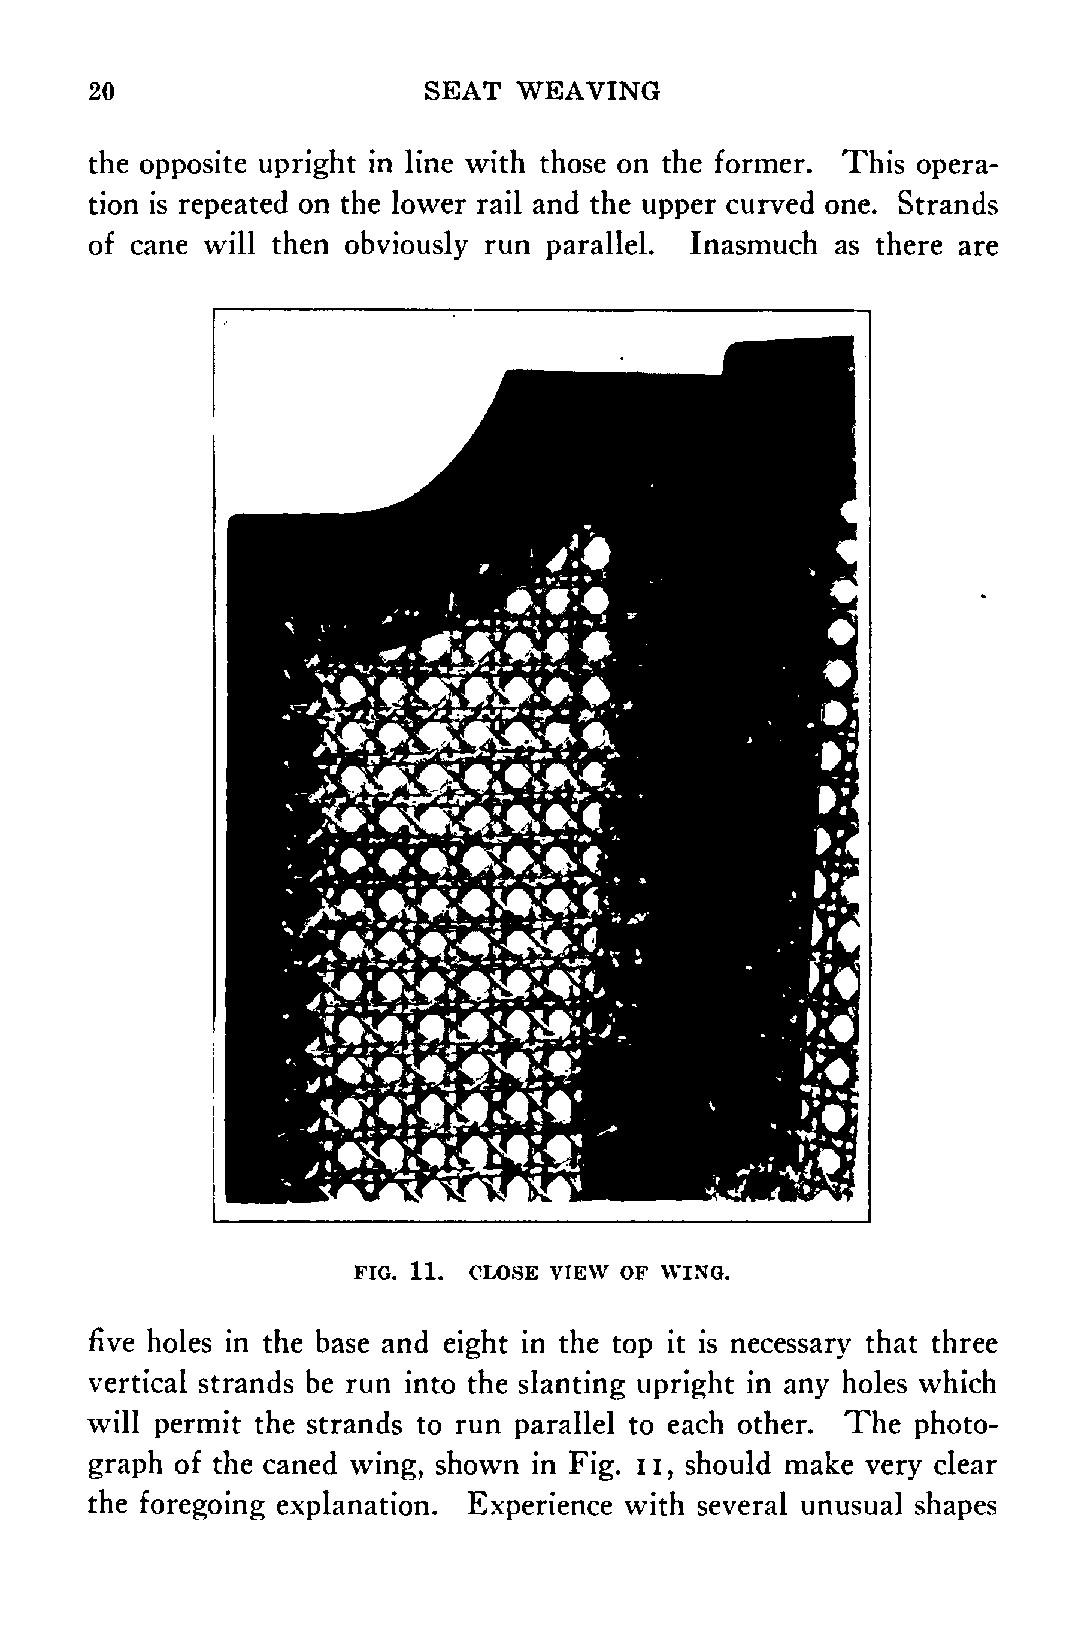 20 SEAT WEAVING
the opposite upright in line with those on the former. This opera-
tion is repeated on the lower rail and the upper curved one. Strands
of cane will then obviously run parallel. Inasmuch as there are
FIG. 11. CLOSE VIEW OF WING.
five holes in the base and eight in the top it is necessary that three
vertical strands be run into the slanting upright in any holes which
will permit the strands to run parallel to each other. The photo-
graph of the caned wing, shown in Fig. 11, should make very clear
the foregoing explanation. Experience with several unusual shapes